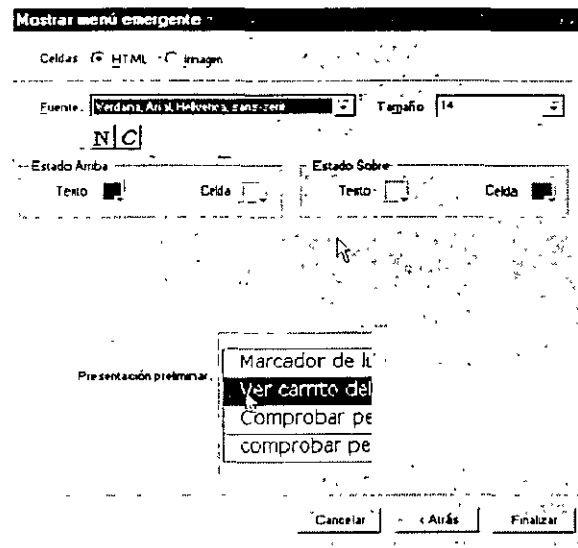 Mostrar menú emergente
Celdas HTML Imagen
Fuente. Verdana, Arial, Helvetica, sans-serif Tamaño 14
N C
Estado Arriba Estado Sobre
Texto Celda Texto Celda
Presentación preliminar
Marcador de lu
Ver carrito del
Comprobar pe
comprobar pe
Cancelar < Atrás Finalizar